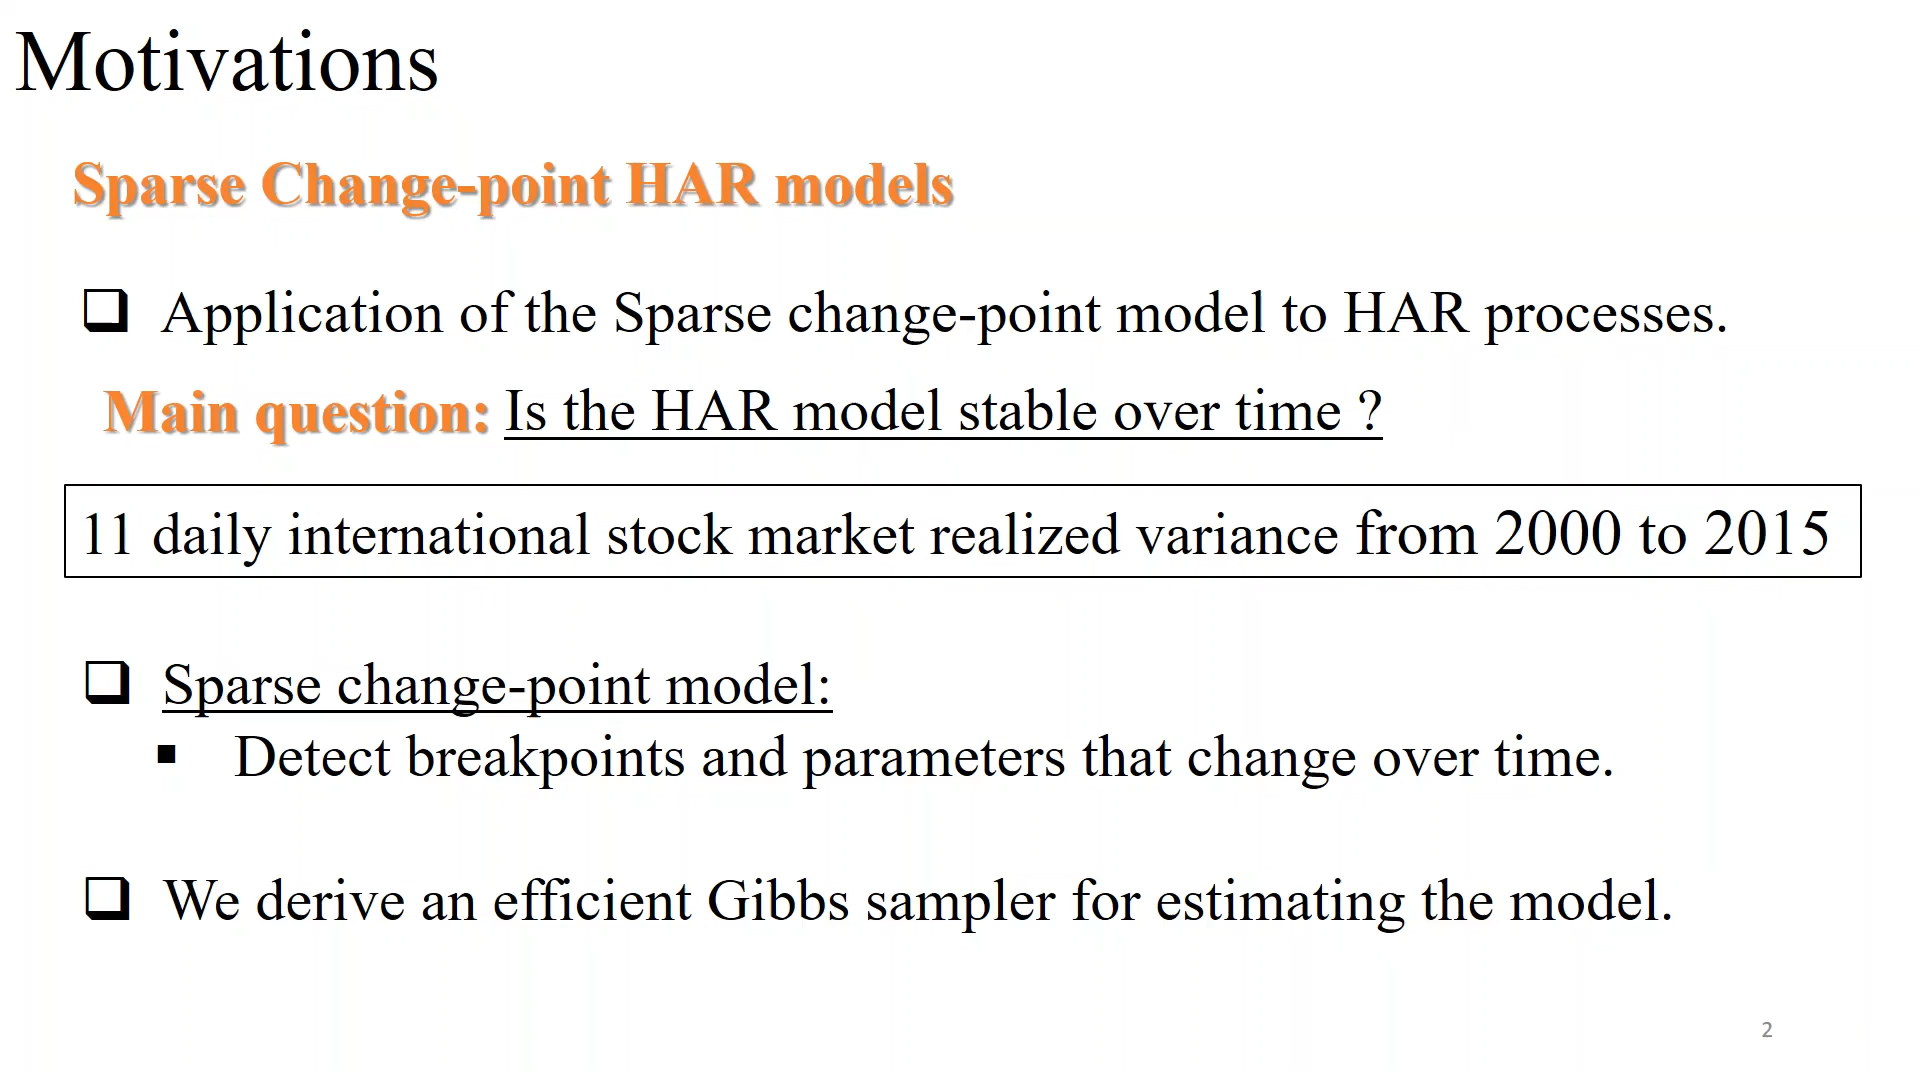 Motivations
Sparse Change-point HAR models
Application of the Sparse change-point model to HAR processes.
Main question: Is the HAR model stable over time ?
11 daily international stock market realized variance from 2000 to 2015
Sparse change-point model:
Detect breakpoints and parameters that change over time.
We derive an efficient Gibbs sampler for estimating the model.
2